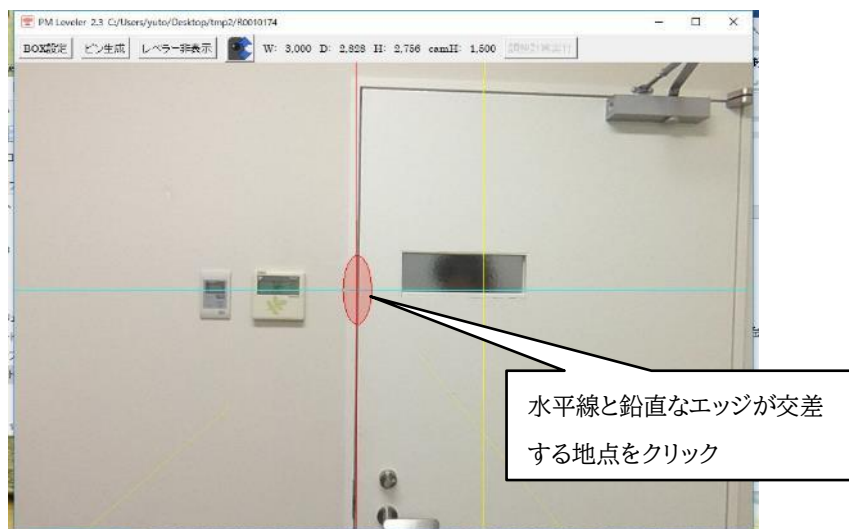 PM Leveler 2.3 C:/Users/yuto/Desktop/tmp2/R0010174
BOX設定 ピン生成 レベラー非表示 W: 3,000 D: 2,828 H: 2,756 camH: 1,500
水平線と鉛直なエッジが交差
する地点をクリック